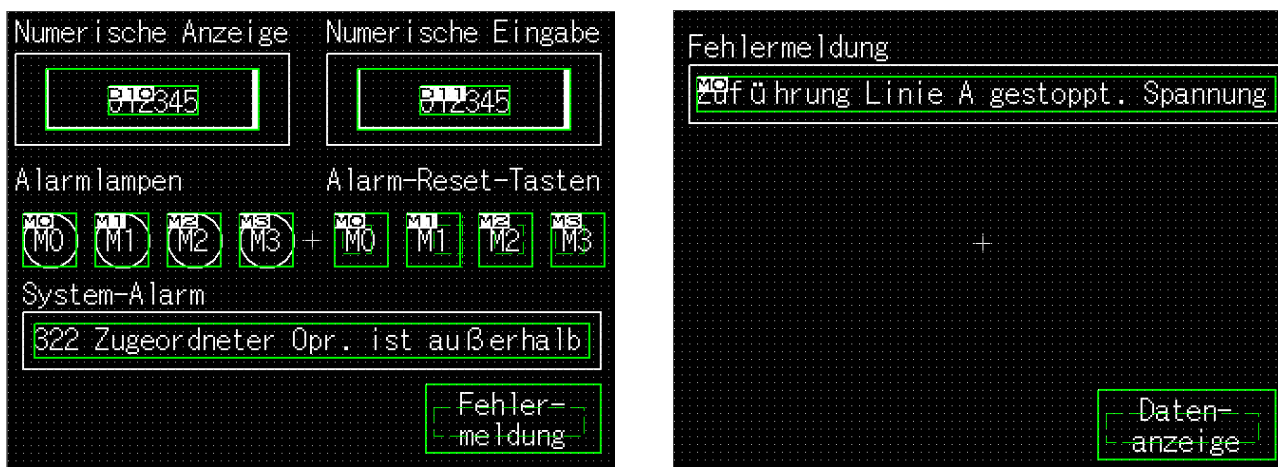 Numerische Anzeige
Numerische Eingabe
D10
012345
D11
012345
Alarmlampen
Alarm-Reset-Tasten
M0
M0
M1
M1
M2
M2
M3
M3
M0
M0
M1
M1
M2
M2
M3
M3
System-Alarm
322 Zugeordneter Opr. ist außerhalb
Fehler-
meldung
Fehlermeldung
M0
Zuführung Linie A gestoppt. Spannung
Daten-
anzeige